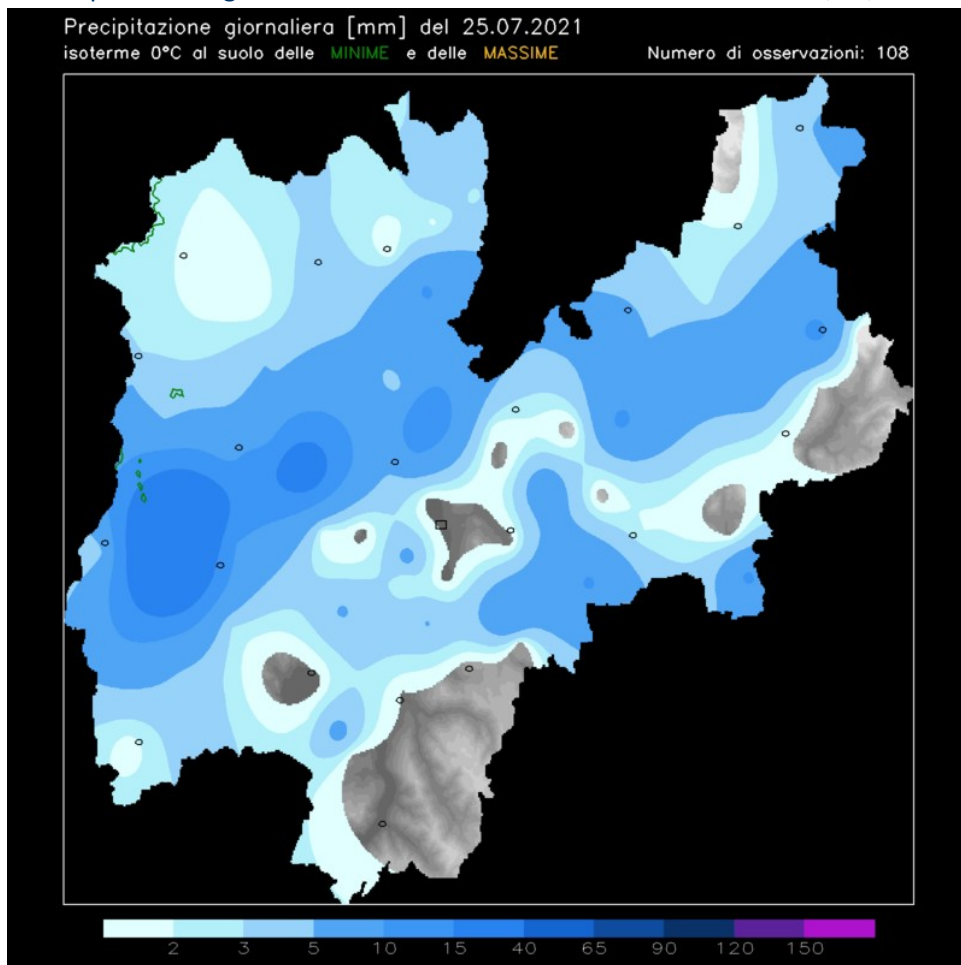 Precipitazione giornaliera [mm] del 25.07.2021
isoterme 0°C al suolo delle MINIME e delle MASSIME Numero di osservazioni: 108
2 3 5 10 15 40 65 90 120 150